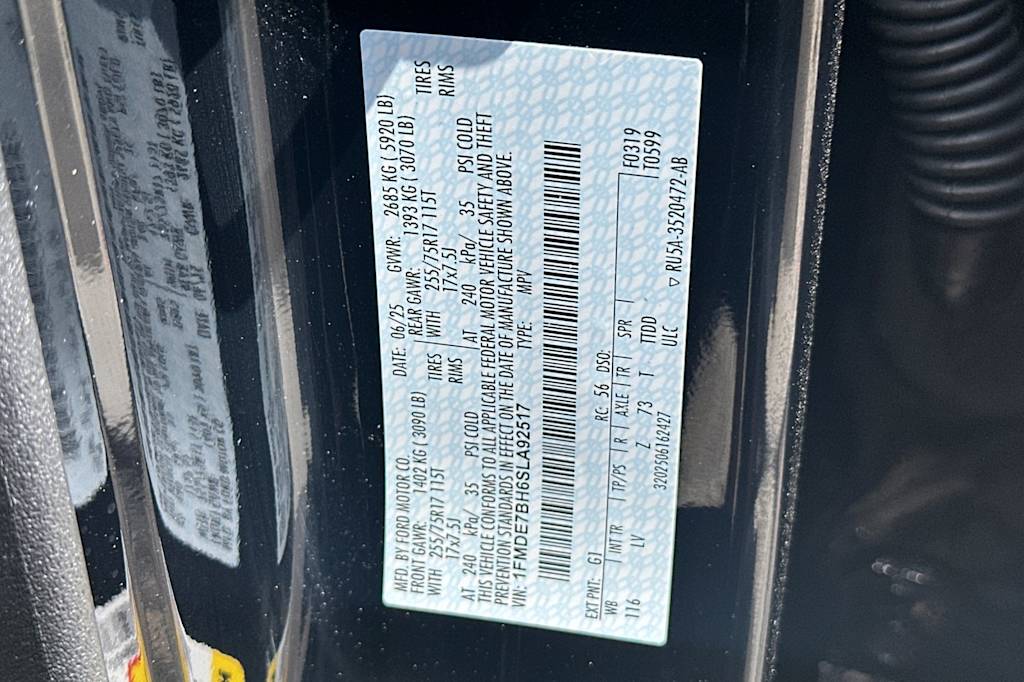 MFD. BY FORD MOTOR CO.
DATE: 06/25 GVWR: 2685 KG ( 5920 LB)
FRONT GAWR: 1402 KG ( 3090 LB) REAR GAWR: 1393 KG ( 3070 LB)
WITH 255/75R17 115T TIRES WITH 255/75R17 115T TIRES
17x7.5J RIMS 17x7.5J RIMS
AT 240 kPa/ 35 PSI COLD AT 240 kPa/ 35 PSI COLD
THIS VEHICLE CONFORMS TO ALL APPLICABLE FEDERAL MOTOR VEHICLE SAFETY AND THEFT
PREVENTION STANDARDS IN EFFECT ON THE DATE OF MANUFACTURE SHOWN ABOVE.
VIN: 1FMDE7BH6SLA92517 TYPE: MPV
EXT PNT: G1 RC: 56 DSO: F0319
WB INT TR TP/PS R AXLE TR SPR T0599
116 LV Z 73 T TTDD
ULC
320250616242​7 ▽ RU5A-3520472-AB